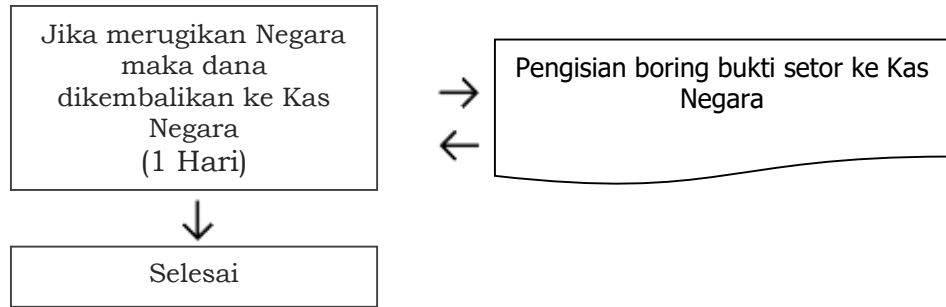 Jika merugikan Negara
maka dana
dikembalikan ke Kas
Negara
(1 Hari)
Pengisian boring bukti setor ke Kas
Negara
Selesai